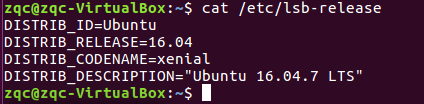 zqc@zqc-VirtualBox:~$ cat /etc/lsb-release
DISTRIB_ID=Ubuntu
DISTRIB_RELEASE=16.04
DISTRIB_CODENAME=xenial
DISTRIB_DESCRIPTION="Ubuntu 16.04.7 LTS"
zqc@zqc-VirtualBox:~$